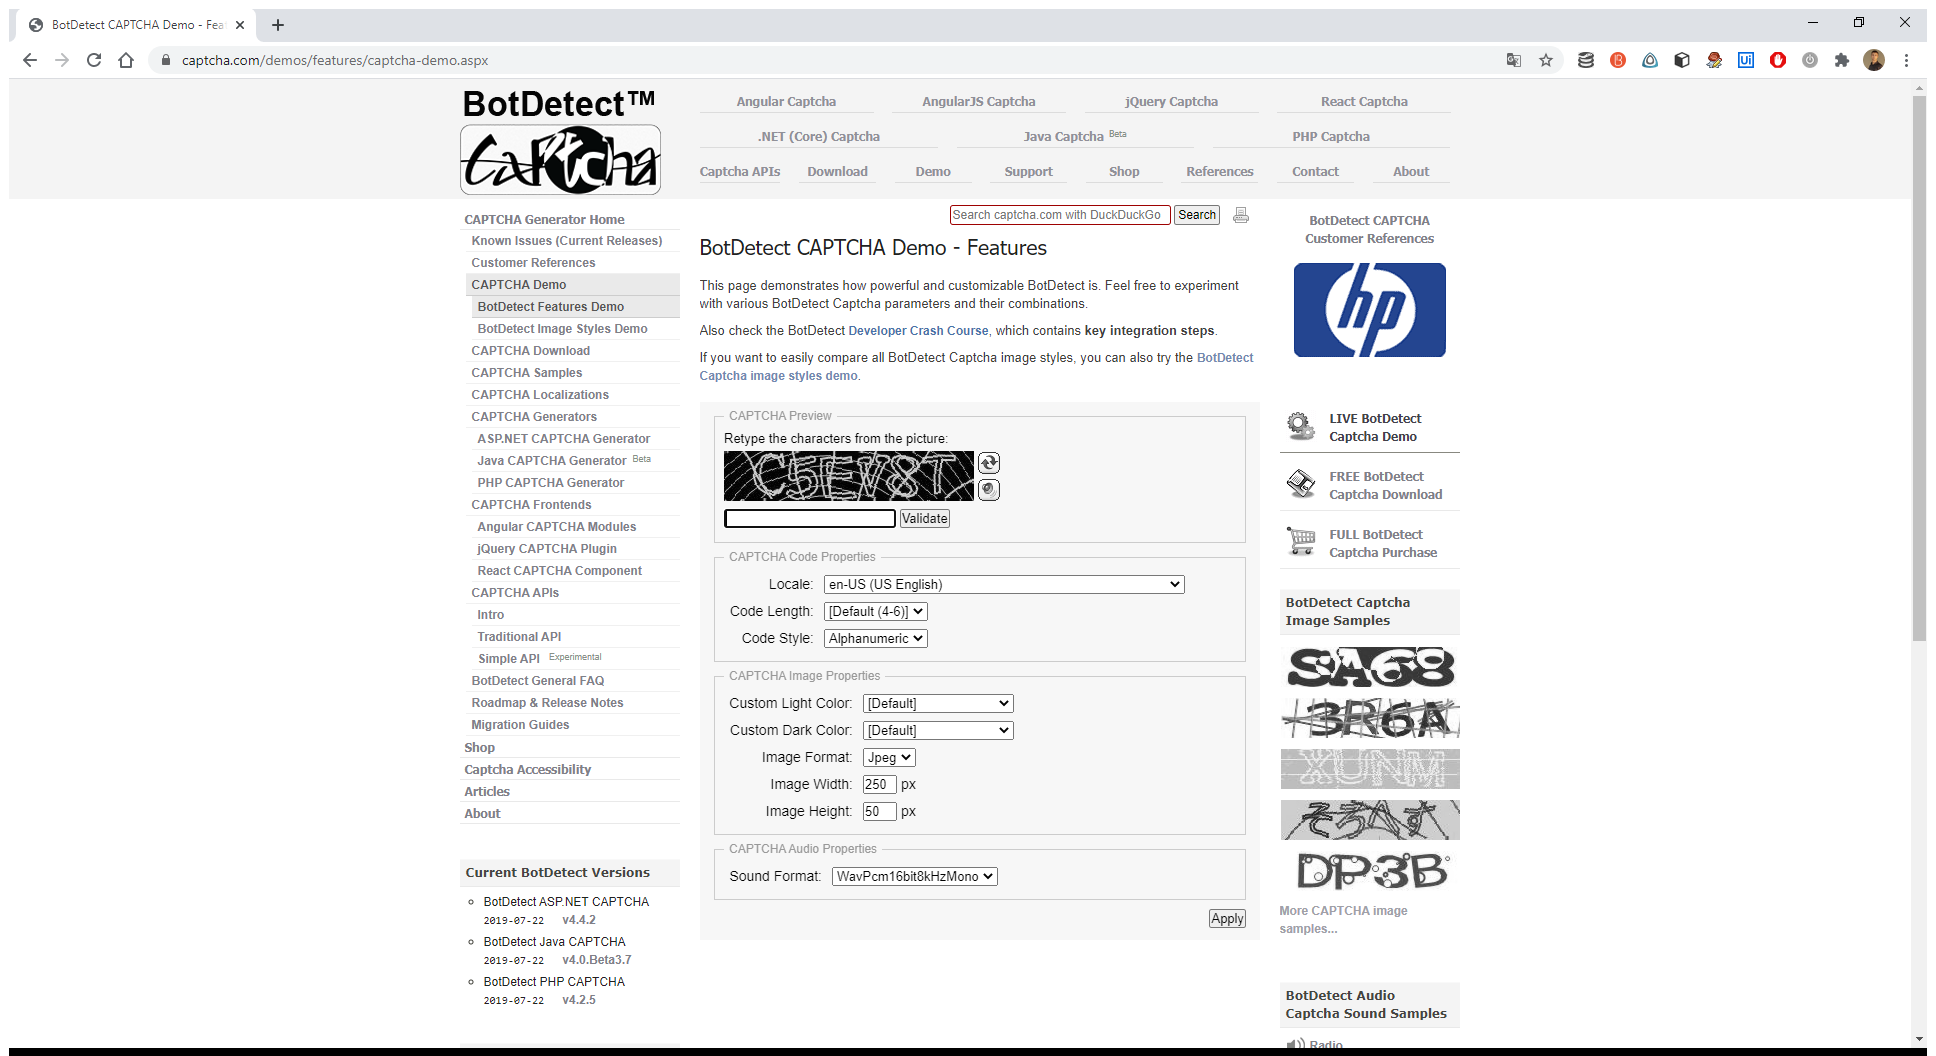 BotDetect CAPTCHA Demo - Fea
captcha.com/demos/features/captcha-demo.aspx
BotDetect™
Captcha
Angular Captcha
AngularJS Captcha
jQuery Captcha
React Captcha
.NET (Core) Captcha
Java Captcha Beta
PHP Captcha
Captcha APIs
Download
Demo
Support
Shop
References
Contact
About
CAPTCHA Generator Home
Known Issues (Current Releases)
Customer References
CAPTCHA Demo
BotDetect Features Demo
BotDetect Image Styles Demo
CAPTCHA Download
CAPTCHA Samples
CAPTCHA Localizations
CAPTCHA Generators
ASP.NET CAPTCHA Generator
Java CAPTCHA Generator Beta
PHP CAPTCHA Generator
CAPTCHA Frontends
Angular CAPTCHA Modules
jQuery CAPTCHA Plugin
React CAPTCHA Component
CAPTCHA APIs
Intro
Traditional API
Simple API Experimental
BotDetect General FAQ
Roadmap & Release Notes
Migration Guides
Shop
Captcha Accessibility
Articles
About
Current BotDetect Versions
BotDetect ASP.NET CAPTCHA
2019-07-22 v4.4.2
BotDetect Java CAPTCHA
2019-07-22 v4.0.Beta3.7
BotDetect PHP CAPTCHA
2019-07-22 v4.2.5
Search captcha.com with DuckDuckGo
Search
BotDetect CAPTCHA Demo - Features
This page demonstrates how powerful and customizable BotDetect is. Feel free to experiment
with various BotDetect Captcha parameters and their combinations.
Also check the BotDetect Developer Crash Course, which contains key integration steps.
If you want to easily compare all BotDetect Captcha image styles, you can also try the BotDetect
Captcha image styles demo.
CAPTCHA Preview
Retype the characters from the picture:
C5EV8T
Validate
CAPTCHA Code Properties
Locale: en-US (US English)
Code Length: [Default (4-6)]
Code Style: Alphanumeric
CAPTCHA Image Properties
Custom Light Color: [Default]
Custom Dark Color: [Default]
Image Format: Jpeg
Image Width: 250 px
Image Height: 50 px
CAPTCHA Audio Properties
Sound Format: WavPcm16bit8kHzMono
Apply
BotDetect CAPTCHA
Customer References
hp
LIVE BotDetect
Captcha Demo
FREE BotDetect
Captcha Download
FULL BotDetect
Captcha Purchase
BotDetect Captcha
Image Samples
SA68
3R6A
XUNM
DP3B
More CAPTCHA image
samples...
BotDetect Audio
Captcha Sound Samples
Radio